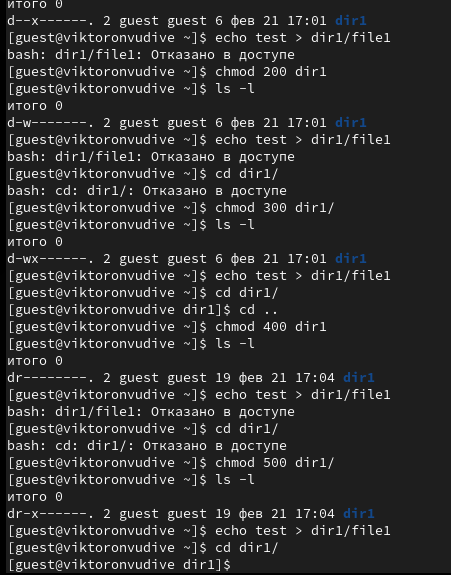 итого 0
d--x------. 2 guest guest 6 фев 21 17:01 dir1
[guest@viktoronvudive ~]$ echo test > dir1/file1
bash: dir1/file1: Отказано в доступе
[guest@viktoronvudive ~]$ chmod 200 dir1
[guest@viktoronvudive ~]$ ls -l
итого 0
d-w-------. 2 guest guest 6 фев 21 17:01 dir1
[guest@viktoronvudive ~]$ echo test > dir1/file1
bash: dir1/file1: Отказано в доступе
[guest@viktoronvudive ~]$ cd dir1/
bash: cd: dir1/: Отказано в доступе
[guest@viktoronvudive ~]$ chmod 300 dir1/
[guest@viktoronvudive ~]$ ls -l
итого 0
d-wx------. 2 guest guest 6 фев 21 17:01 dir1
[guest@viktoronvudive ~]$ echo test > dir1/file1
[guest@viktoronvudive ~]$ cd dir1/
[guest@viktoronvudive dir1]$ cd ..
[guest@viktoronvudive ~]$ chmod 400 dir1
[guest@viktoronvudive ~]$ ls -l
итого 0
dr--------. 2 guest guest 19 фев 21 17:04 dir1
[guest@viktoronvudive ~]$ echo test > dir1/file1
bash: dir1/file1: Отказано в доступе
[guest@viktoronvudive ~]$ cd dir1/
bash: cd: dir1/: Отказано в доступе
[guest@viktoronvudive ~]$ chmod 500 dir1/
[guest@viktoronvudive ~]$ ls -l
итого 0
dr-x------. 2 guest guest 19 фев 21 17:04 dir1
[guest@viktoronvudive ~]$ echo test > dir1/file1
[guest@viktoronvudive ~]$ cd dir1/
[guest@viktoronvudive dir1]$